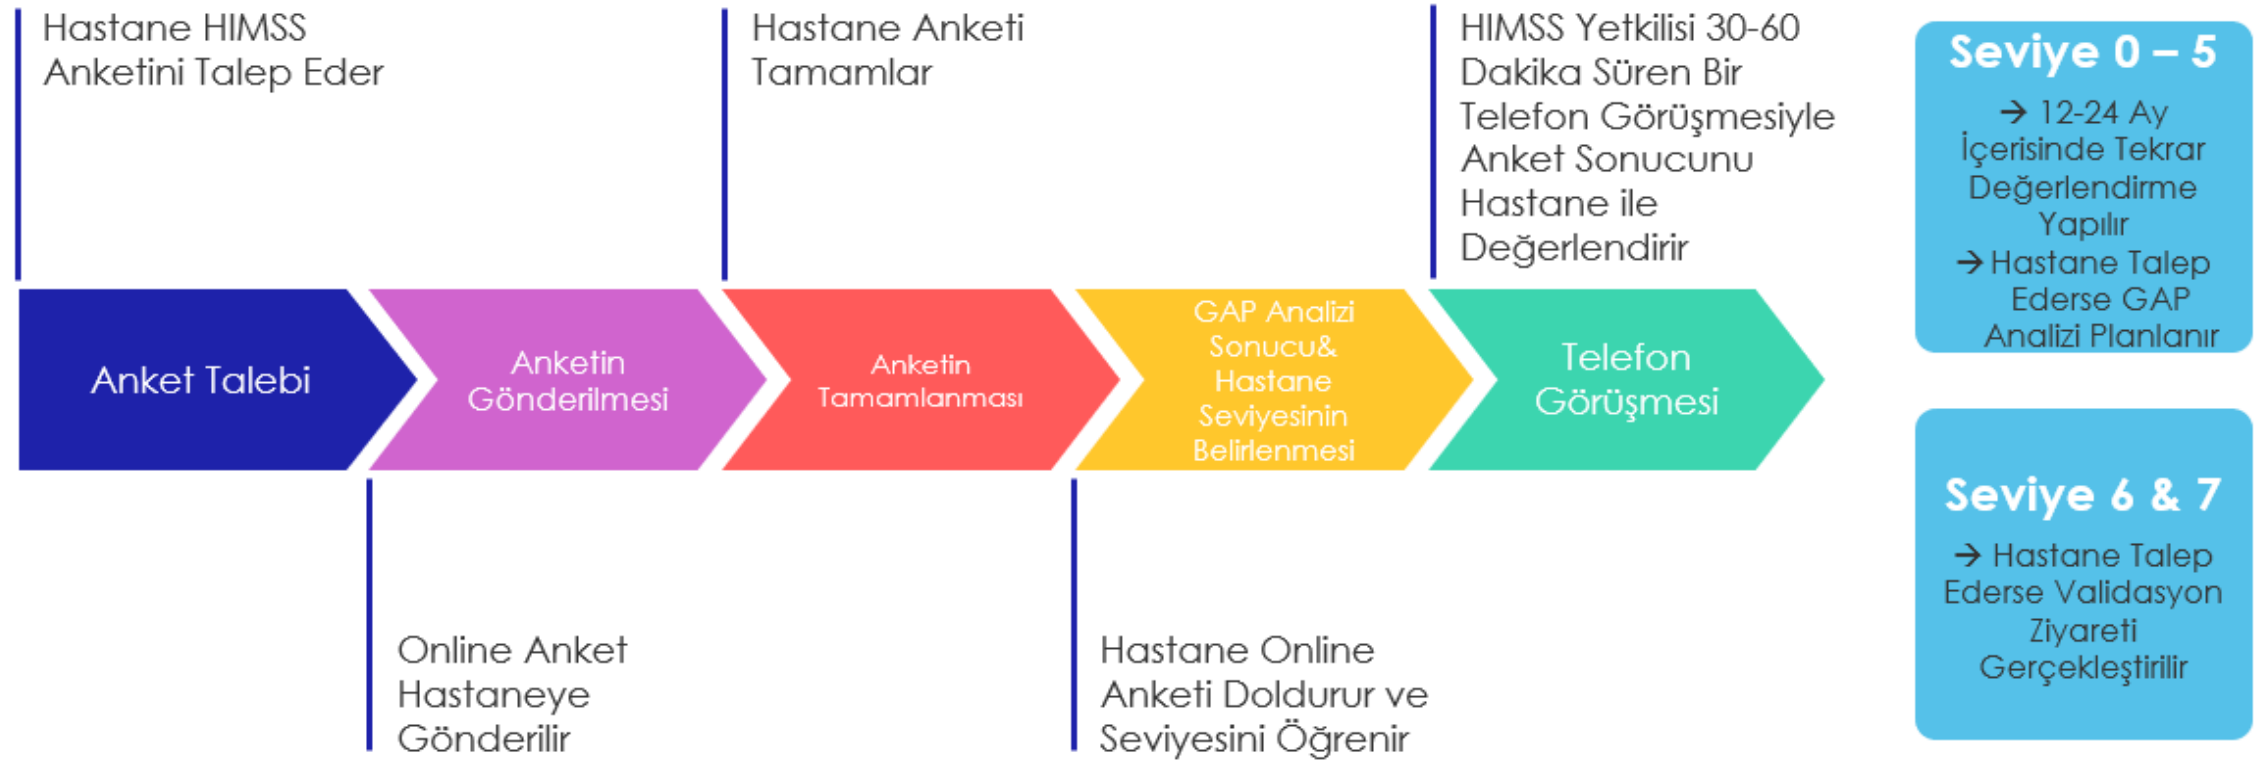 Hastane HIMSS
Anketini Talep Eder
Hastane Anketi
Tamamlar
HIMSS Yetkilisi 30-60
Dakika Süren Bir
Telefon Görüşmesiyle
Anket Sonucunu
Hastane ile
Değerlendirir
Anket Talebi
Anketin
Gönderilmesi
Anketin
Tamamlanması
GAP Analizi
Sonucu&
Hastane
Seviyesinin
Belirlenmesi
Telefon
Görüşmesi
Online Anket
Hastaneye
Gönderilir
Hastane Online
Anketi Doldurur ve
Seviyesini Öğrenir
Seviye 0 – 5
→ 12-24 Ay
İçerisinde Tekrar
Değerlendirme
Yapılır
→ Hastane Talep
Ederse GAP
Analizi Planlanır
Seviye 6 & 7
→ Hastane Talep
Ederse Validasyon
Ziyareti
Gerçekleştirilir